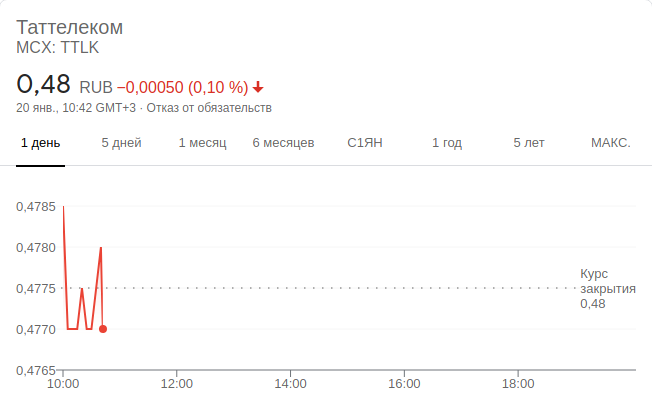 Таттелеком
MCX: TTLK
0,48 RUB −0,00050 (0,10 %)
20 янв., 10:42 GMT+3 · Отказ от обязательств
1 день 5 дней 1 месяц 6 месяцев С1ЯН 1 год 5 лет МАКС.
0,4785
0,4780
0,4775
0,4770
0,4765
Курс
закрытия
0,48
10:00 12:00 14:00 16:00 18:00